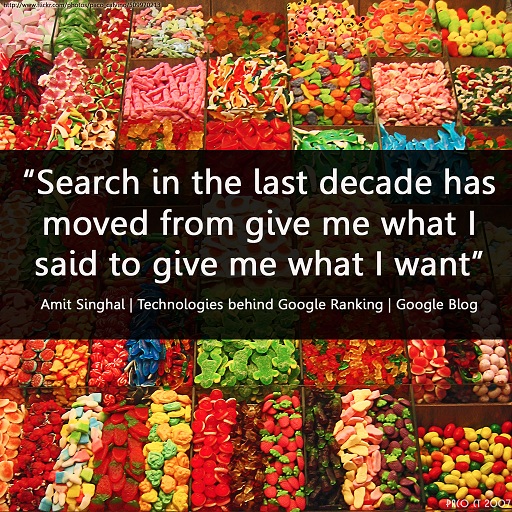 “Search in the last decade has
moved from give me what I
said to give me what I want”
Amit Singhal | Technologies behind Google Ranking | Google Blog
PACO CT 2007